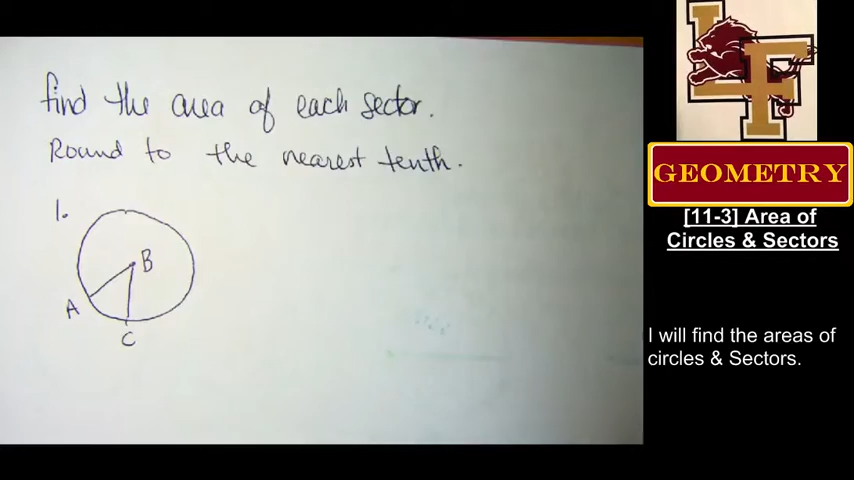 find the area of each sector.
Round to the nearest tenth.
1.
B
A
C
LF
GEOMETRY
[11-3] Area of
Circles & Sectors
I will find the areas of
circles & Sectors.